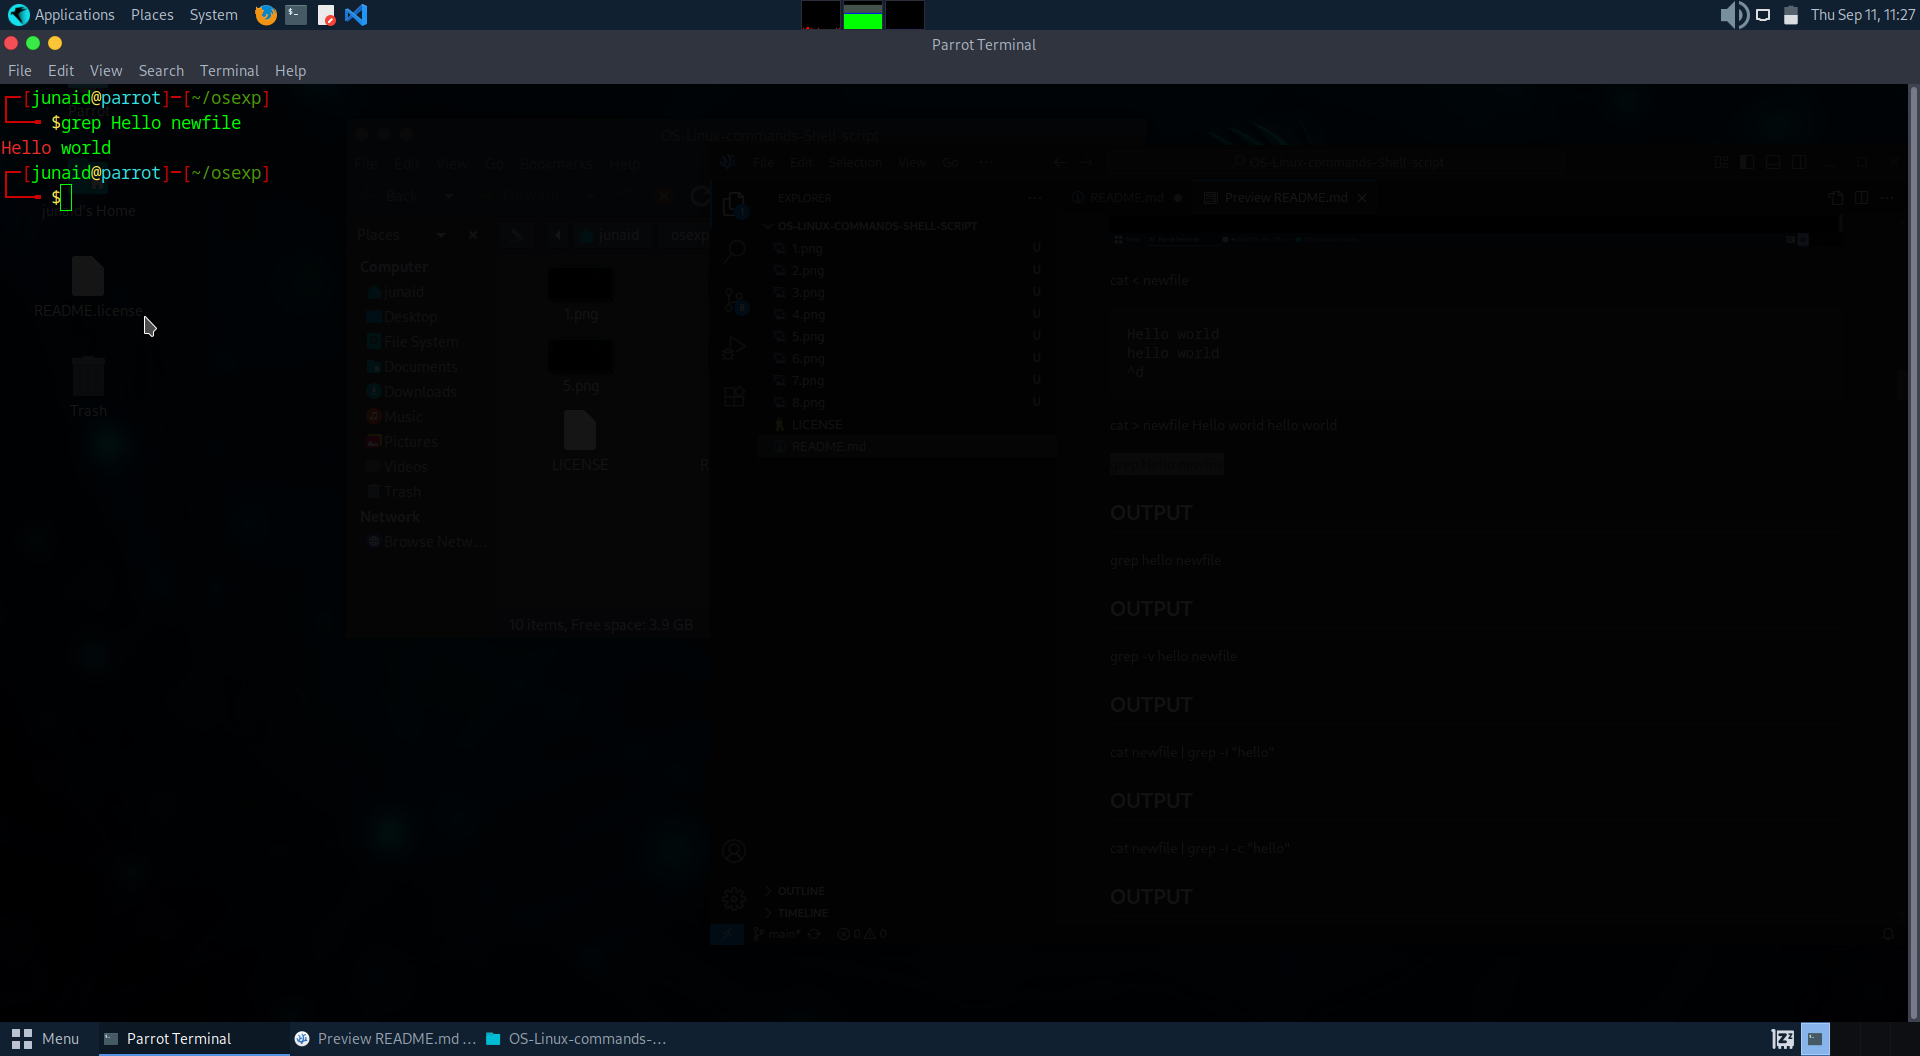 Applications Places System
Thu Sep 11, 11:27
Parrot Terminal
File Edit View Search Terminal Help
┌─[junaid@parrot]─[~/osexp]
└──╼ $grep Hello newfile
Hello world
┌─[junaid@parrot]─[~/osexp]
└──╼ $
junaid's Home
README.license
Trash
OS-Linux-commands-Shell-script
File Edit View Go Bookmarks Help
Back
Places
junaid
osexp
Computer
junaid
Desktop
File System
Documents
Downloads
Music
Pictures
Videos
Trash
Network
Browse Netw...
1.png
5.png
LICENSE
R
10 items, Free space: 3.9 GB
File Edit Selection View Go ···
OS-Linux-commands-Shell-script
EXPLORER
OS-LINUX-COMMANDS-SHELL-SCRIPT
1.png U
2.png U
3.png U
4.png U
5.png U
6.png U
7.png U
8.png U
LICENSE
README.md
OUTLINE
TIMELINE
main* 0 0
README.md
Preview README.md
cat < newfile
Hello world
hello world
^d
cat > newfile Hello world hello world
OUTPUT
grep hello newfile
OUTPUT
grep -v hello newfile
OUTPUT
cat newfile | grep -i "hello"
OUTPUT
cat newfile | grep -i -c "hello"
OUTPUT
Menu
Parrot Terminal
Preview README.md ...
OS-Linux-commands-...